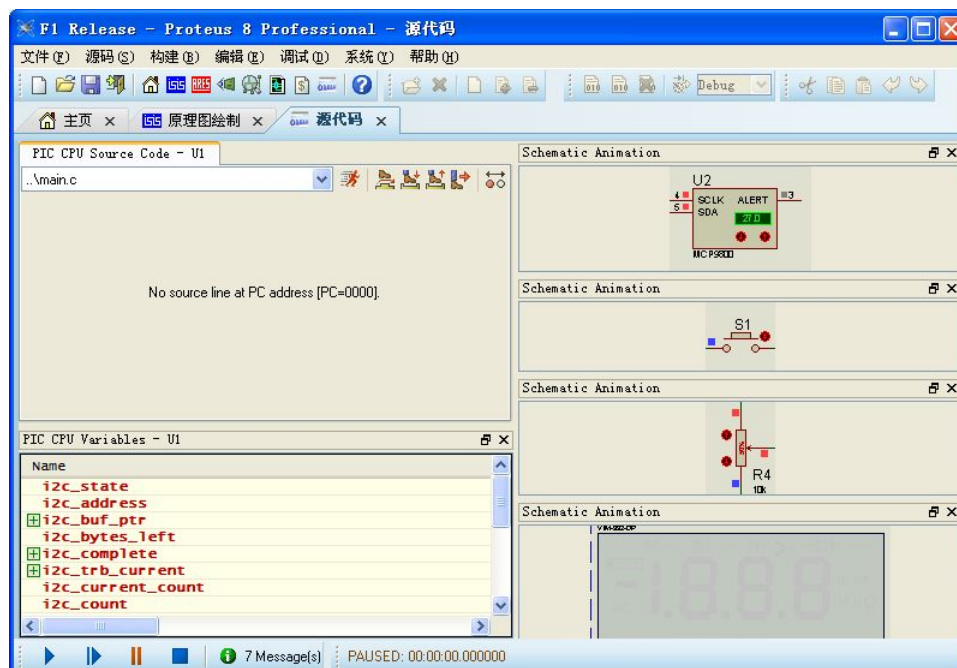 F1 Release - Proteus 8 Professional - 源代码
文件(F) 源码(S) 构建(B) 编辑(E) 调试(D) 系统(Y) 帮助(H)
Debug
主页 原理图绘制 源代码
PIC CPU Source Code - U1
..\main.c
No source line at PC address [PC=0000].
PIC CPU Variables - U1
Name
i2c_state
i2c_address
i2c_buf_ptr
i2c_bytes_left
i2c_complete
i2c_trb_current
i2c_current_count
i2c_count
Schematic Animation
U2
4 SCLK ALERT 3
5 SDA
27.0
MCP9800
Schematic Animation
S1
Schematic Animation
R4
10k
Schematic Animation
7 Message(s) PAUSED: 00:00:00.000000